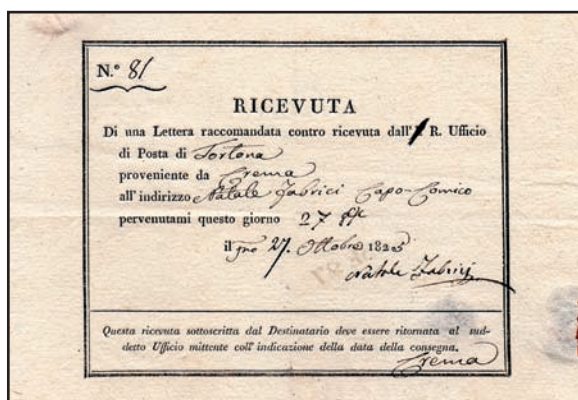 N.° 81
RICEVUTA
Di una Lettera raccomandata contro ricevuta dall' R. Ufficio
di Posta di Tortona
proveniente da Crema
all'indirizzo Natale Fabrici Capo-Comico
pervenutami questo giorno 27
il 27. Ottobre 1825
Natale Fabrici
Questa ricevuta sottoscritta dal Destinatario deve essere ritornata al sud-
detto Ufficio mittente coll' indicazione della data della consegna.
Crema